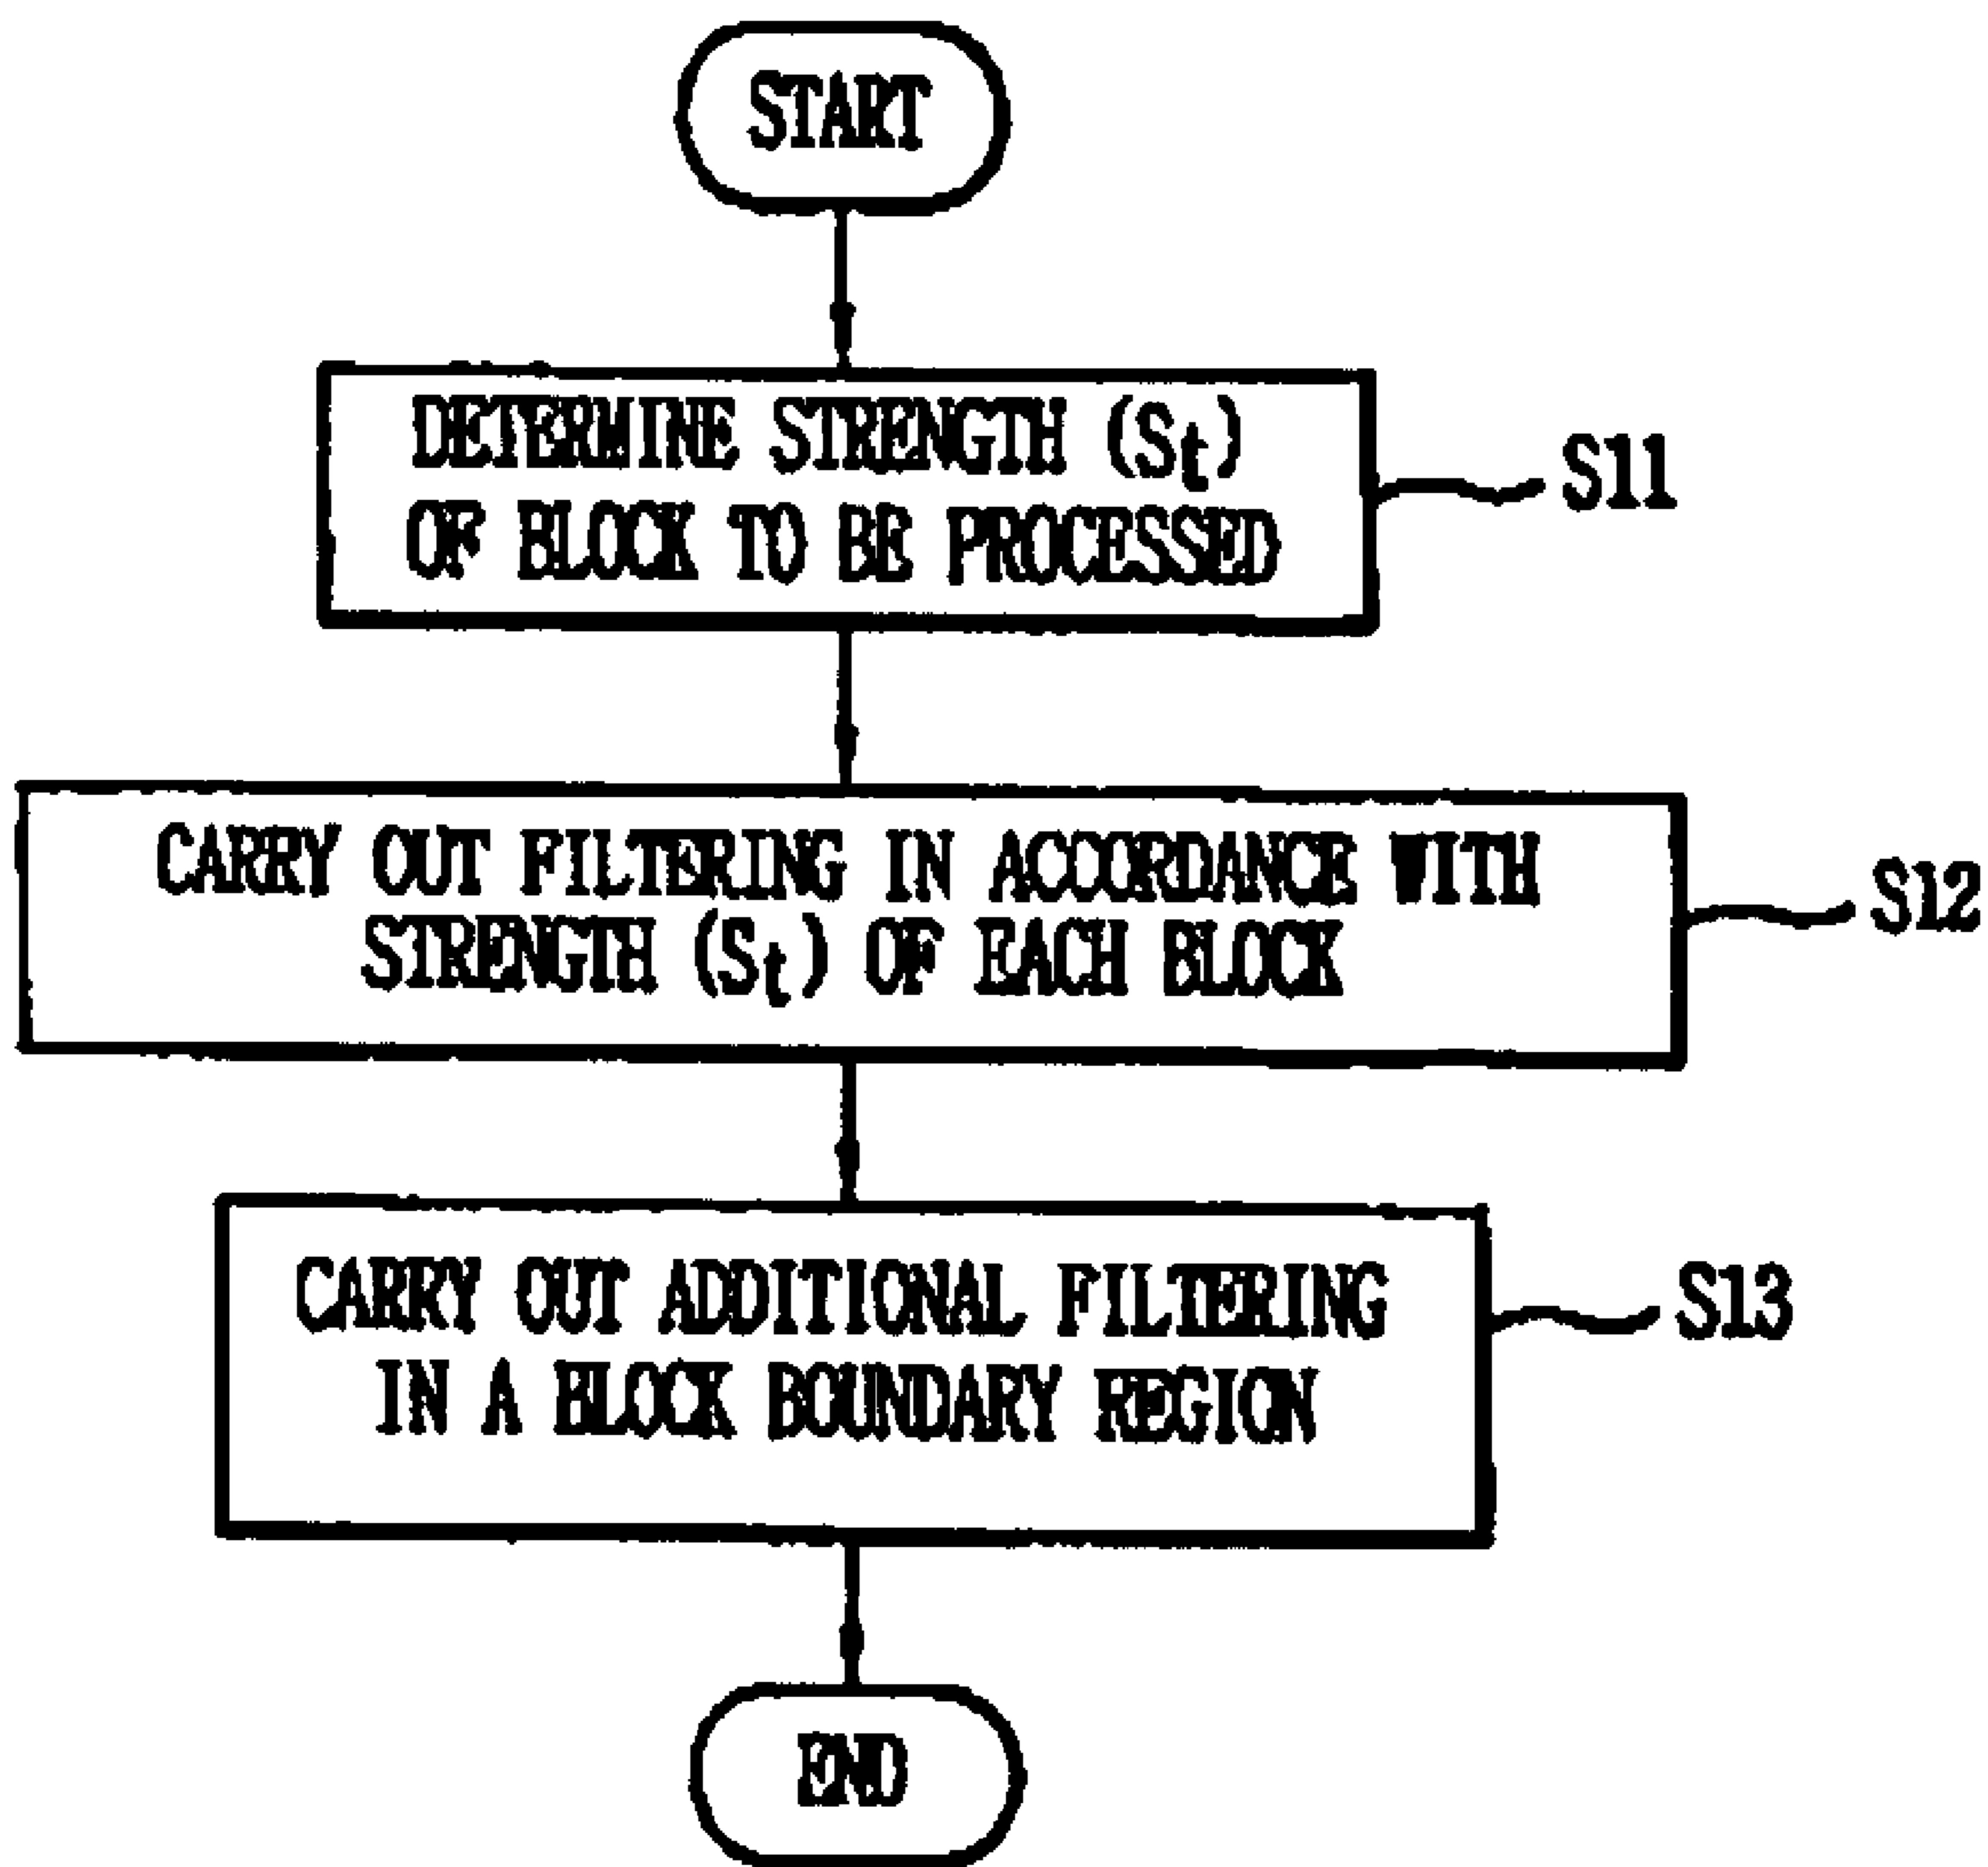 START
DETERMINE STRENGTH (St)
OF BLOCK TO BE PROCESSED
S11
CARRY OUT FILTERING IN ACCORDANCE WITH
STRENGTH (St) OF EACH BLOCK
S12
CARRY OUT ADDITIONAL FILTERING
IN A BLOCK BOUNDARY REGION
S13
END